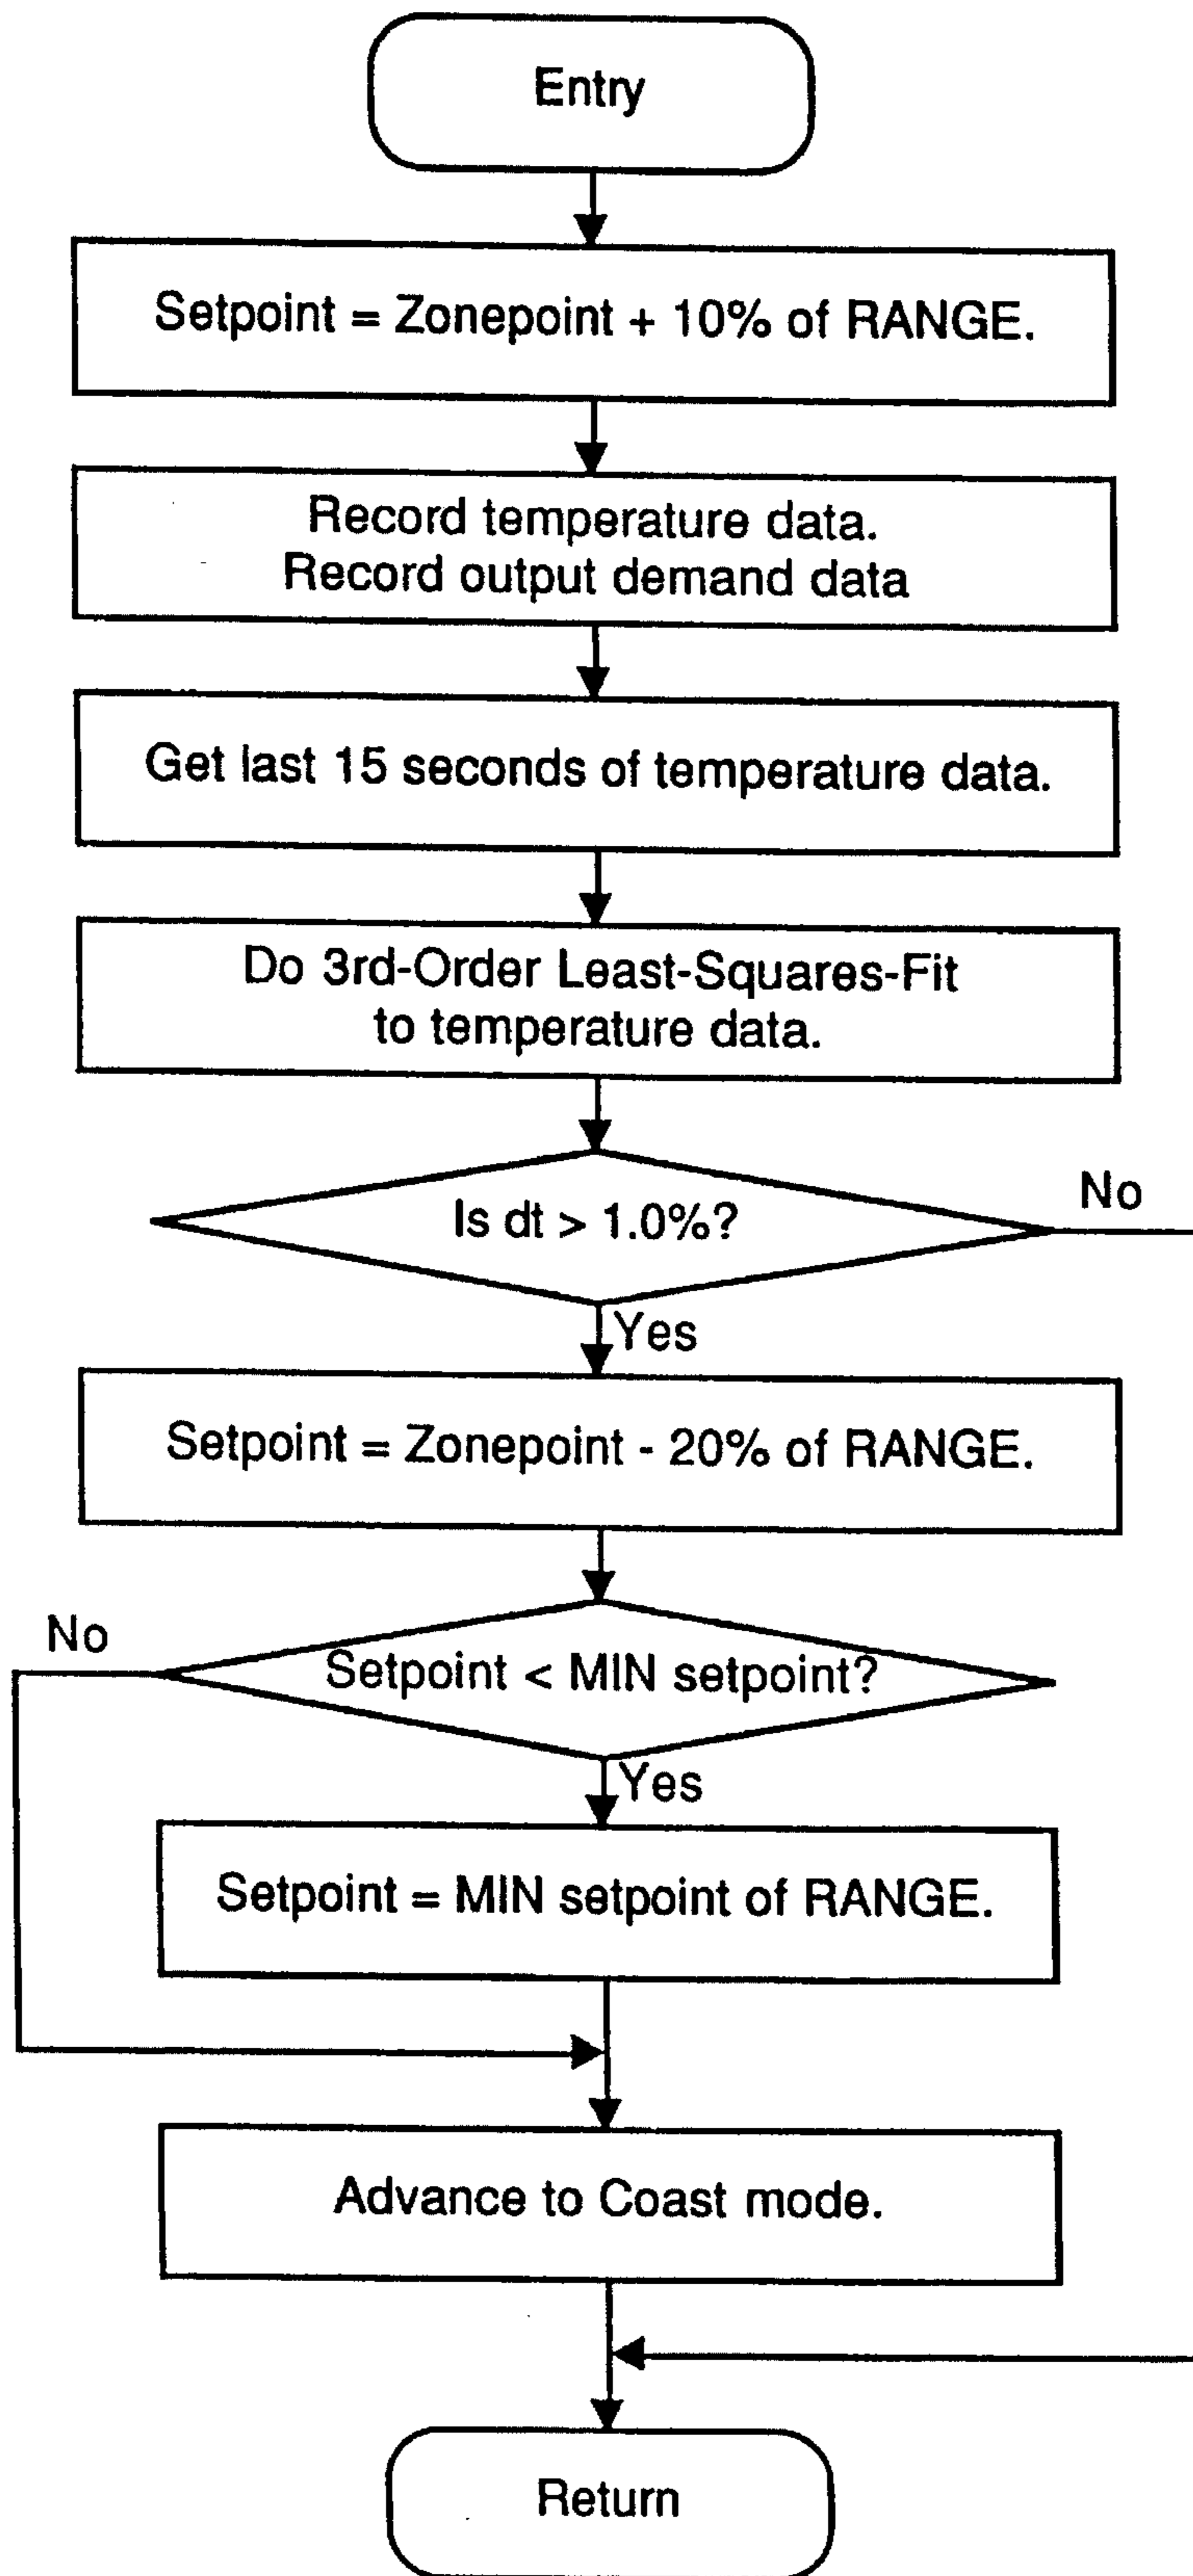 Entry
Setpoint = Zonepoint + 10% of RANGE.
Record temperature data.
Record output demand data
Get last 15 seconds of temperature data.
Do 3rd-Order Least-Squares-Fit
to temperature data.
Is dt > 1.0%?
No
Yes
Setpoint = Zonepoint - 20% of RANGE.
No
Setpoint < MIN setpoint?
Yes
Setpoint = MIN setpoint of RANGE.
Advance to Coast mode.
Return